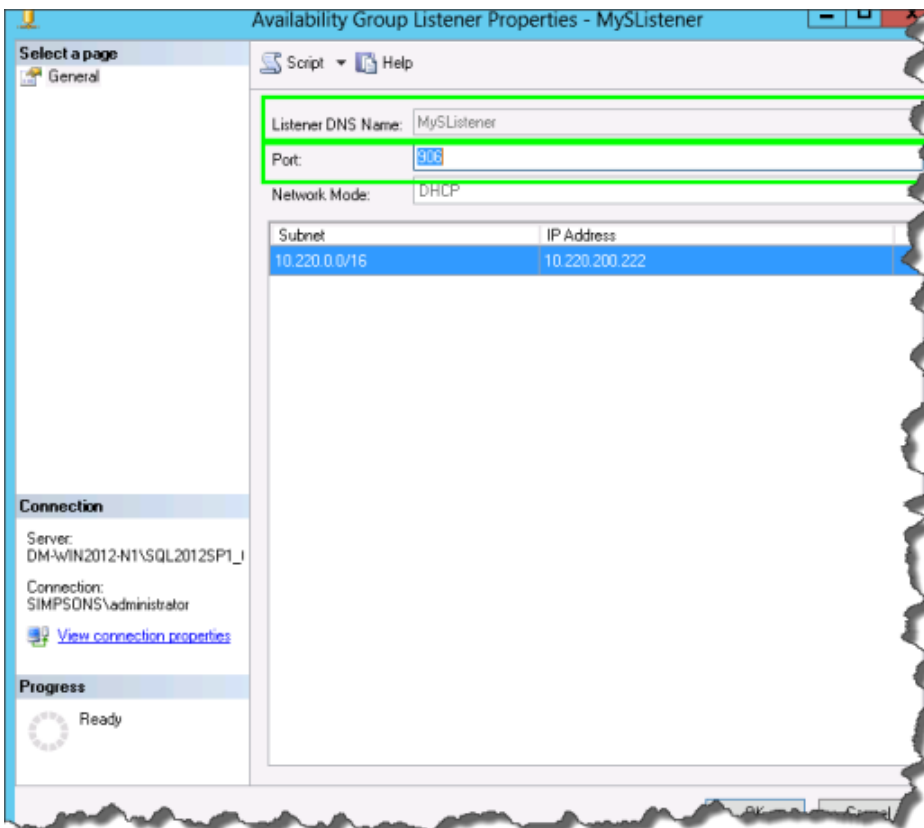 Availability Group Listener Properties - MySListener
Select a page
General
Script Help
Listener DNS Name: MySListener
Port: 906
Network Mode: DHCP
Subnet IP Address
10.220.0.0/16 10.220.200.222
Connection
Server:
DM-WIN2012-N1\SQL2012SP1_
Connection:
SIMPSONS\administrator
View connection properties
Progress
Ready
OK Cancel